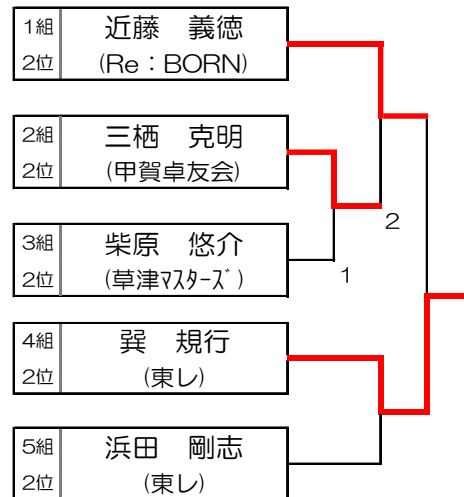 1組 近藤　義徳
2位 (Re：BORN)
2組 三栖　克明
2位 (甲賀卓友会)
2
3組 柴原　悠介
2位 (草津ﾏｽﾀｰｽﾞ)
1
4組 巽　規行
2位 (東レ)
5組 浜田　剛志
2位 (東レ)